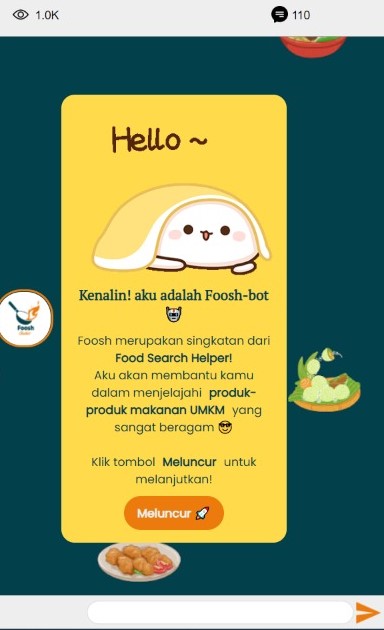 1.0K
110
Hello ~
Kenalin! aku adalah Foosh-bot
🤖
Foosh merupakan singkatan dari
Food Search Helper!
Aku akan membantu kamu
dalam menjelajahi produk-
produk makanan UMKM yang
sangat beragam 😎
Klik tombol Meluncur untuk
melanjutkan!
Meluncur 🚀
Foosh